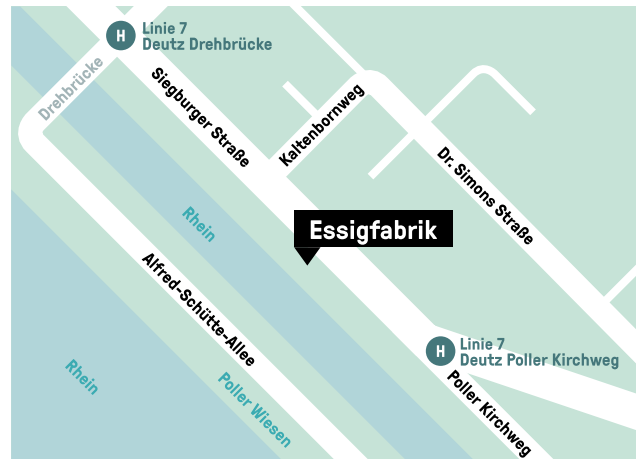 Linie 7
Deutz Drehbrücke
Drehbrücke
Siegburger Straße
Kaltenbornweg
Dr. Simons Straße
Rhein
Essigfabrik
Alfred-Schütte-Allee
Linie 7
Deutz Poller Kirchweg
Rhein
Poller Wiesen
Poller Kirchweg
H
H